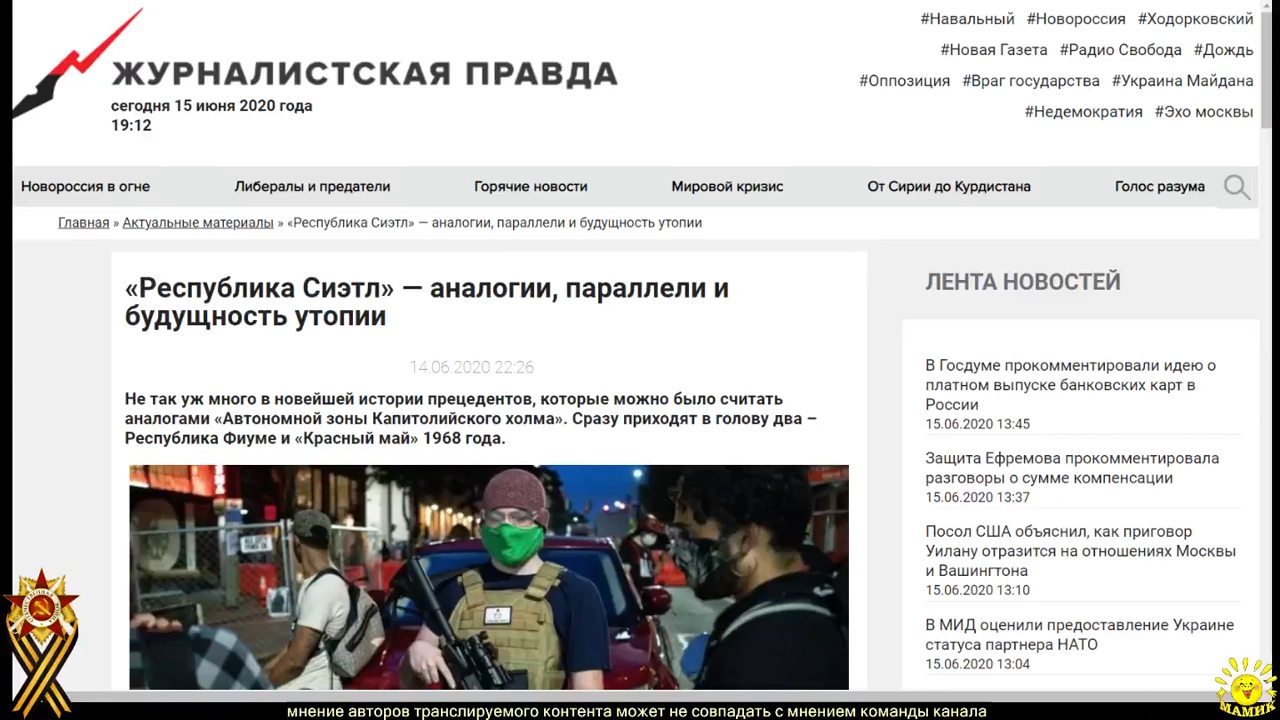 ЖУРНАЛИСТСКАЯ ПРАВДА
сегодня 15 июня 2020 года
19:12
#Навальный #Новороссия #Ходорковский
#Новая Газета #Радио Свобода #Дождь
#Оппозиция #Враг государства #Украина Майдана
#Недемократия #Эхо москвы
Новороссия в огне Либералы и предатели Горячие новости Мировой кризис От Сирии до Курдистана Голос разума
Главная » Актуальные материалы » «Республика Сиэтл» — аналогии, параллели и будущность утопии
«Республика Сиэтл» — аналогии, параллели и
будущность утопии
14.06.2020 22:26
Не так уж много в новейшей истории прецедентов, которые можно было считать
аналогами «Автономной зоны Капитолийского холма». Сразу приходят в голову два –
Республика Фиуме и «Красный май» 1968 года.
ЛЕНТА НОВОСТЕЙ
В Госдуме прокомментировали идею о
платном выпуске банковских карт в
России
15.06.2020 13:45
Защита Ефремова прокомментировала
разговоры о сумме компенсации
15.06.2020 13:37
Посол США объяснил, как приговор
Уилану отразится на отношениях Москвы
и Вашингтона
15.06.2020 13:10
В МИД оценили предоставление Украине
статуса партнера НАТО
15.06.2020 13:04
МАМИК
мнение авторов транслируемого контента может не совпадать с мнением команды канала